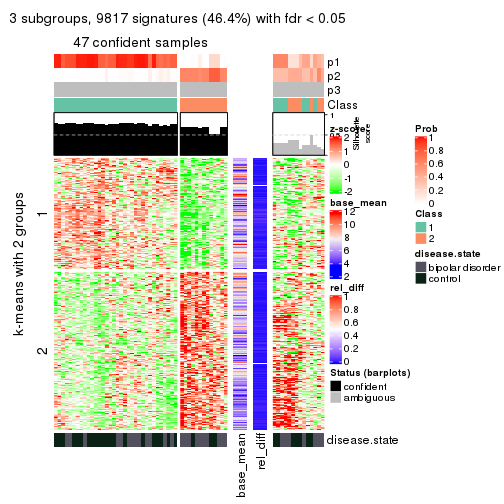 3 subgroups, 9817 signatures (46.4%) with fdr < 0.05
47 confident samples
p1
p2
p3
Class
1
0.5
0
Silhouette
score
k-means with 2 groups
1
2
base_mean
rel_diff
disease.state
z-score
2
1
0
-1
-2
base_mean
12
10
8
6
4
2
rel_diff
1
0.8
0.6
0.4
0.2
0
Status (barplots)
confident
ambiguous
Prob
1
0.8
0.6
0.4
0.2
0
Class
1
2
disease.state
bipolar disorder
control